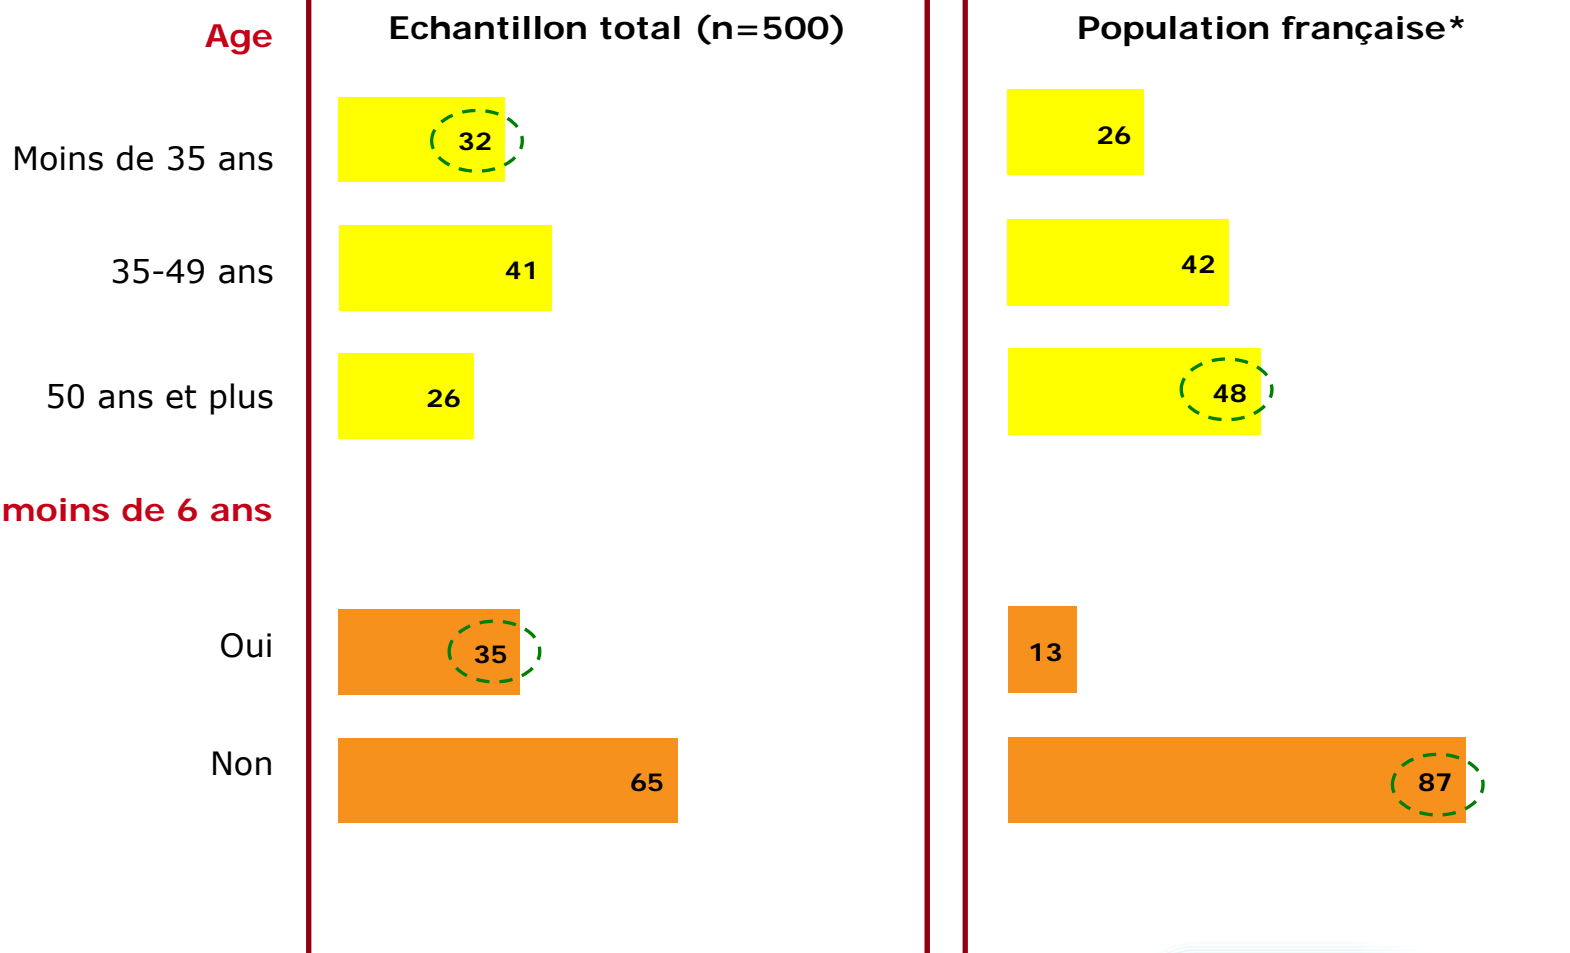 Age
Echantillon total (n=500)
Population française*
Moins de 35 ans
32
26
35-49 ans
41
42
50 ans et plus
26
48
moins de 6 ans
Oui
35
13
Non
65
87